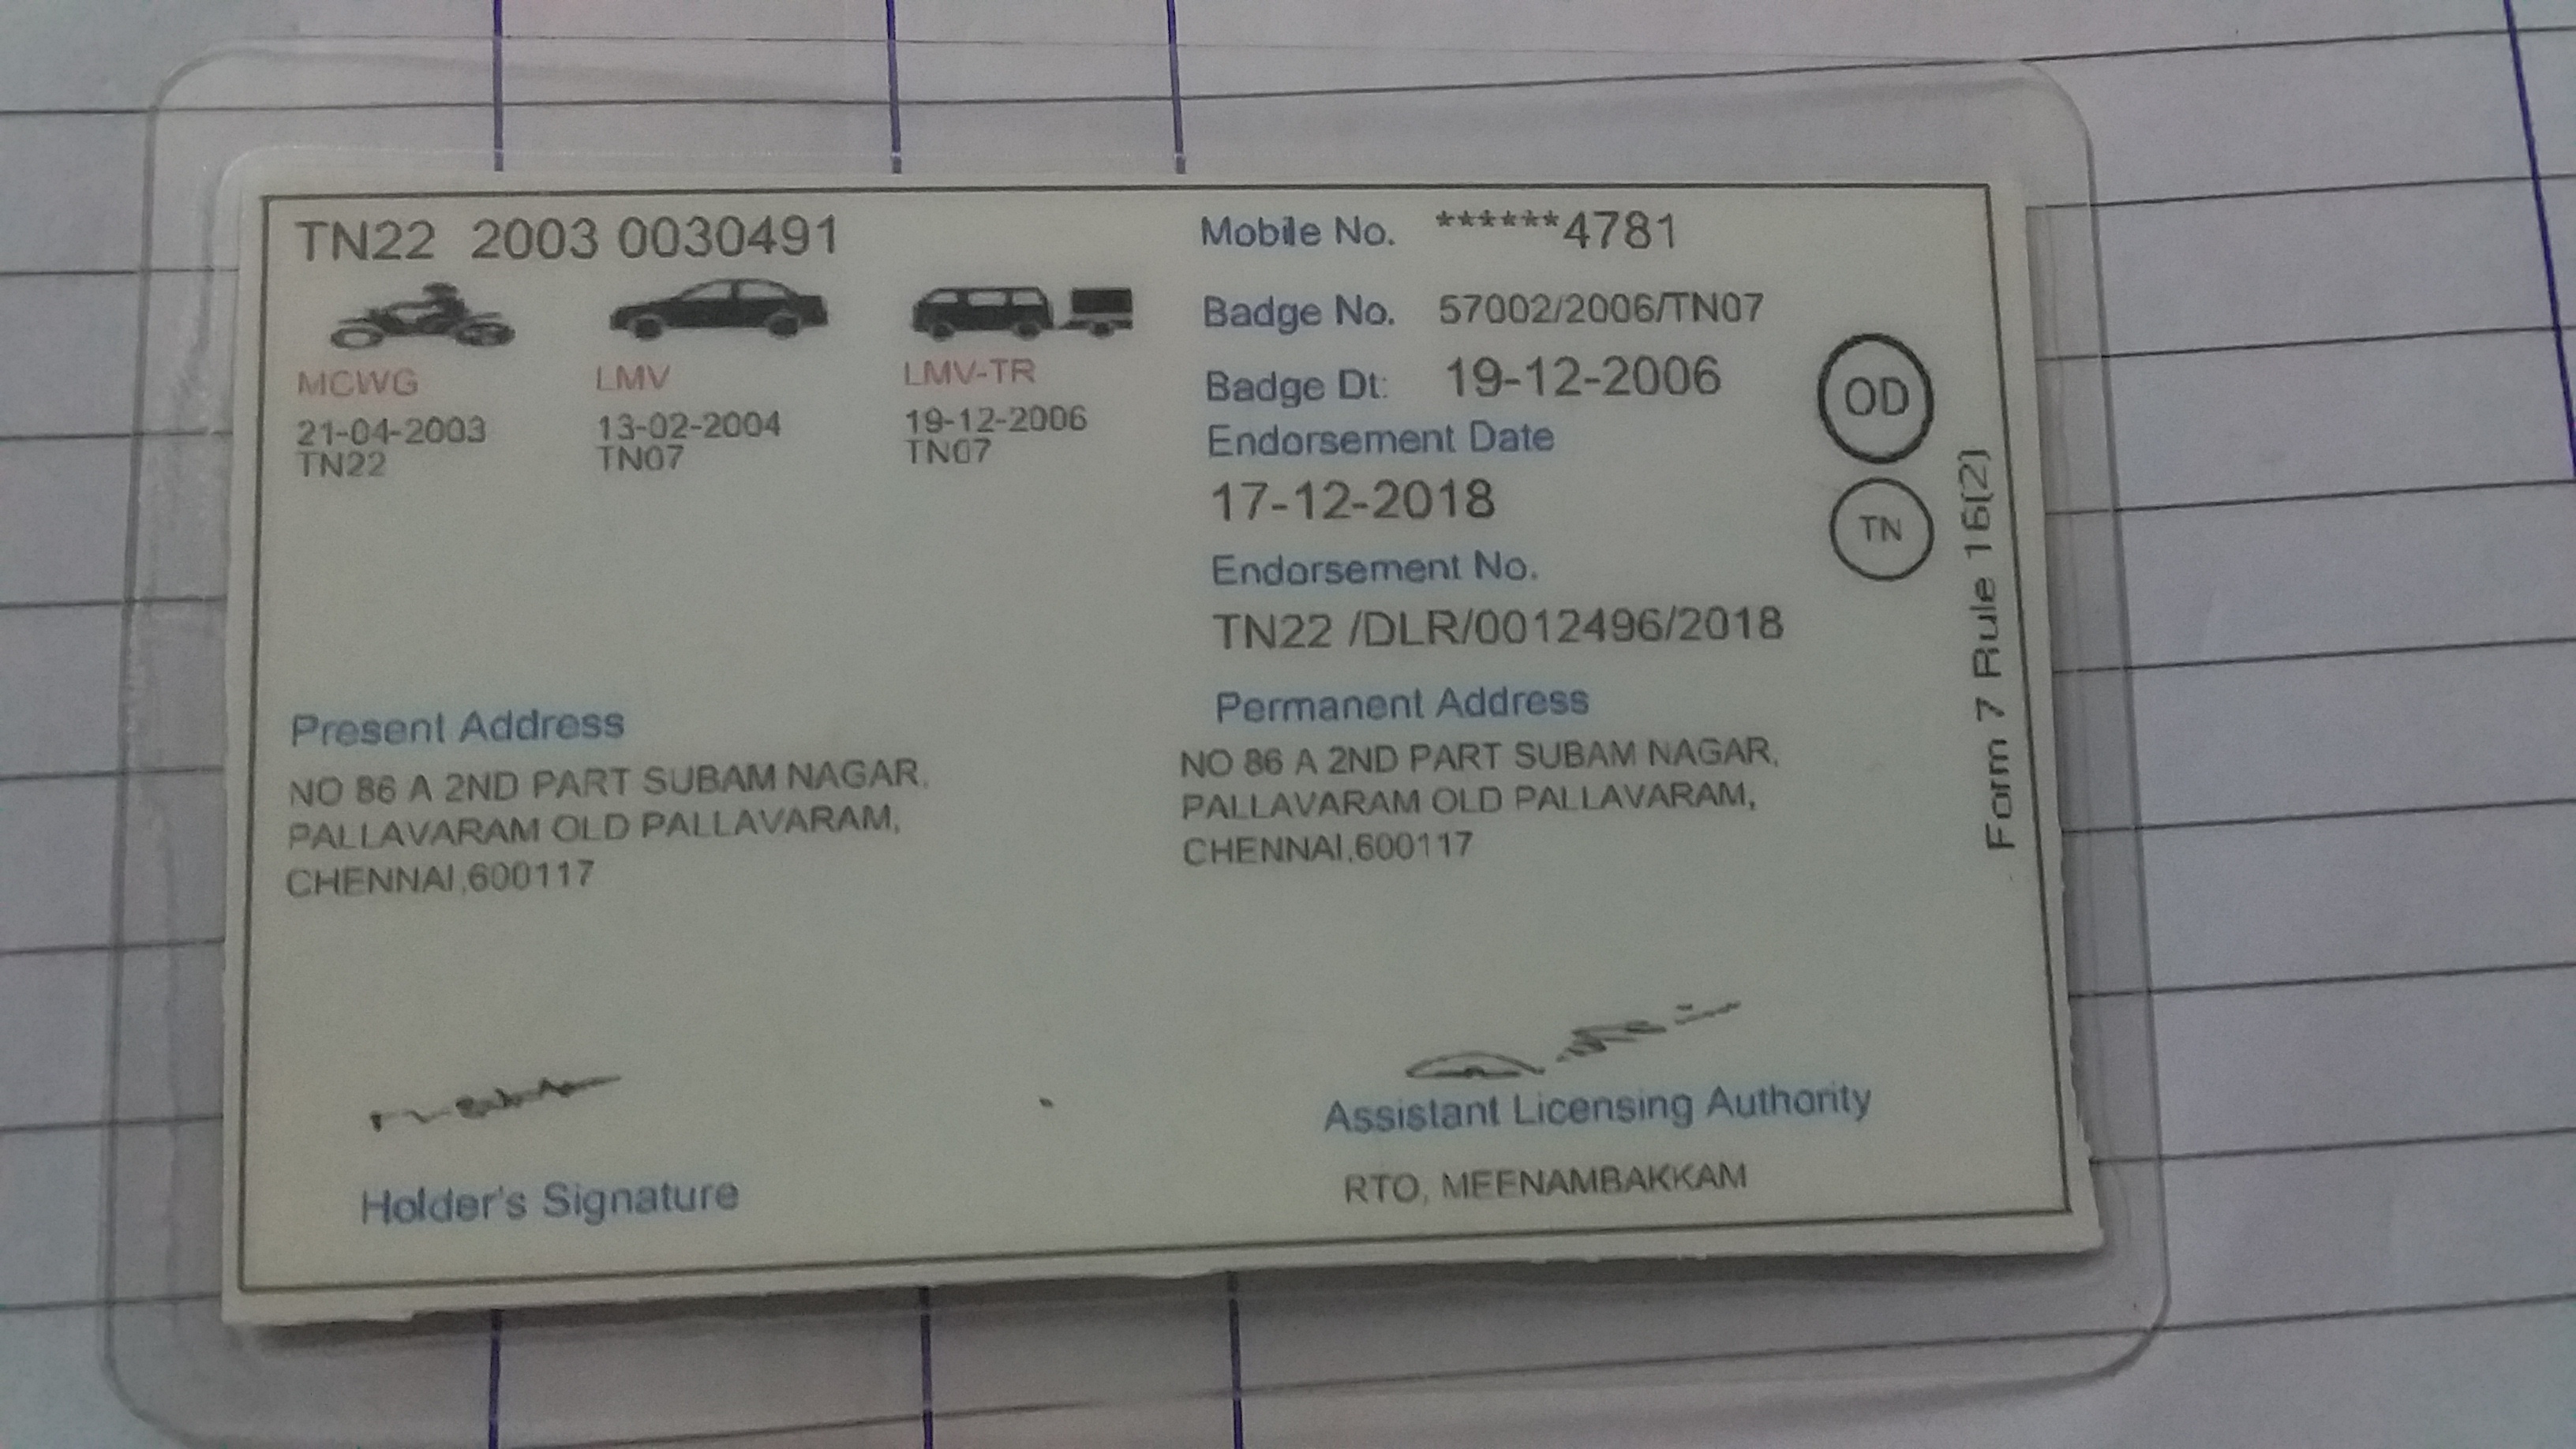 TN22 2003 0030491
MCWG
21-04-2003
TN22
LMV
13-02-2004
TN07
LMV-TR
19-12-2006
TN07
Mobile No. ******4781
Badge No. 57002/2006/TN07
Badge Dt: 19-12-2006
Endorsement Date
17-12-2018
Endorsement No.
TN22 /DLR/0012496/2018
OD
TN
Form 7 Rule 16(2)
Present Address
NO 86 A 2ND PART SUBAM NAGAR,
PALLAVARAM OLD PALLAVARAM,
CHENNAI,600117
Permanent Address
NO 86 A 2ND PART SUBAM NAGAR,
PALLAVARAM OLD PALLAVARAM,
CHENNAI,600117
Holder's Signature
Assistant Licensing Authority
RTO, MEENAMBAKKAM